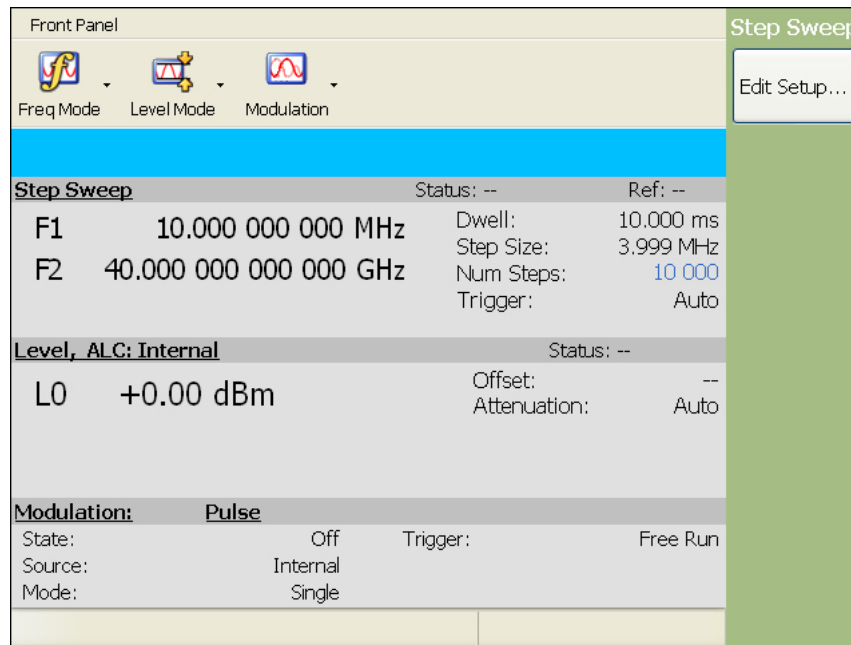 Front Panel
Step Sweep
Freq Mode Level Mode Modulation
Edit Setup...
Step Sweep Status: -- Ref: --
F1 10.000 000 000 MHz
F2 40.000 000 000 000 GHz
Dwell: 10.000 ms
Step Size: 3.999 MHz
Num Steps: 10 000
Trigger: Auto
Level, ALC: Internal Status: --
L0 +0.00 dBm
Offset: --
Attenuation: Auto
Modulation: Pulse
State: Off Trigger: Free Run
Source: Internal
Mode: Single